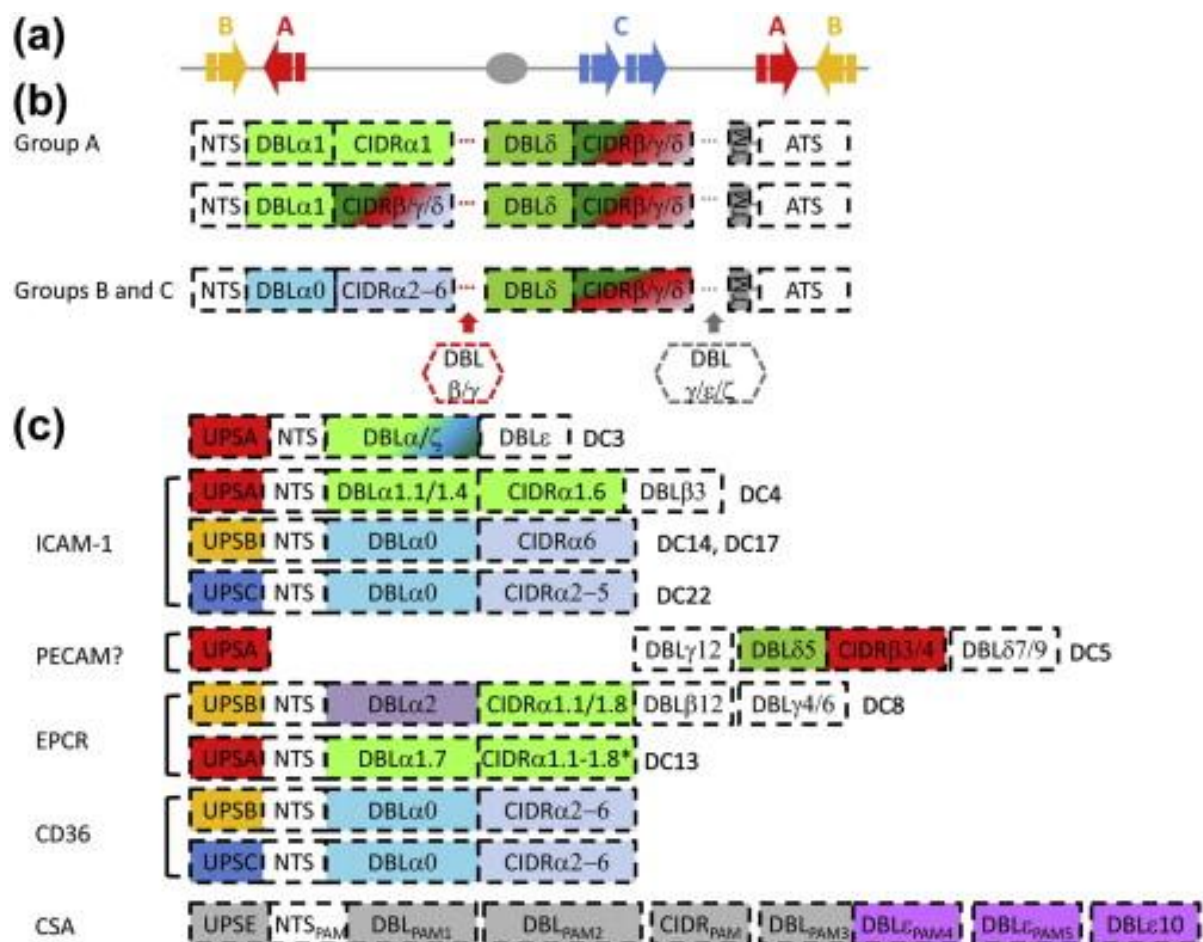 (a) B A C A B
(b)
Group A NTS DBLα1 CIDRα1 ... DBLδ CIDRβ/γ/δ ... ATS
NTS DBLα1 CIDRβ/γ/δ ... DBLδ CIDRβ/γ/δ ... ATS
Groups B and C NTS DBLα0 CIDRα2–6 ... DBLδ CIDRβ/γ/δ ... ATS
DBL DBL
β/γ γ/ε/ζ
(c) UPSA NTS DBLα/ζ DBLε DC3
UPSA NTS DBLα1.1/1.4 CIDRα1.6 DBLβ3 DC4
ICAM-1 UPSB NTS DBLα0 CIDRα6 DC14, DC17
UPSC NTS DBLα0 CIDRα2–5 DC22
PECAM? UPSA DBLγ12 DBLδ5 CIDRβ3/4 DBLδ7/9 DC5
UPSB NTS DBLα2 CIDRα1.1/1.8 DBLβ12 DBLγ4/6 DC8
EPCR
UPSA NTS DBLα1.7 CIDRα1.1-1.8* DC13
UPSB NTS DBLα0 CIDRα2–6
CD36
UPSC NTS DBLα0 CIDRα2–6
CSA UPSE NTSPAM DBLPAM1 DBLPAM2 CIDRPAM DBLPAM3 DBLεPAM4 DBLεPAM5 DBLε10